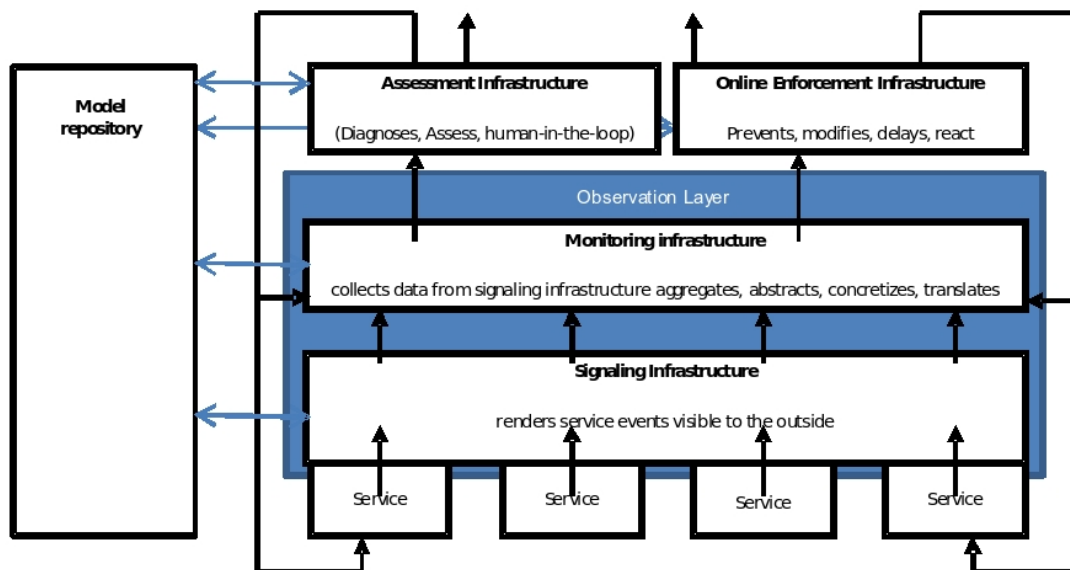 Model
repository
Assessment Infrastructure
(Diagnoses, Assess, human-in-the-loop)
Online Enforcement Infrastructure
Prevents, modifies, delays, react
Observation Layer
Monitoring infrastructure
collects data from signaling infrastructure aggregates, abstracts, concretizes, translates
Signaling Infrastructure
renders service events visible to the outside
Service
Service
Service
Service